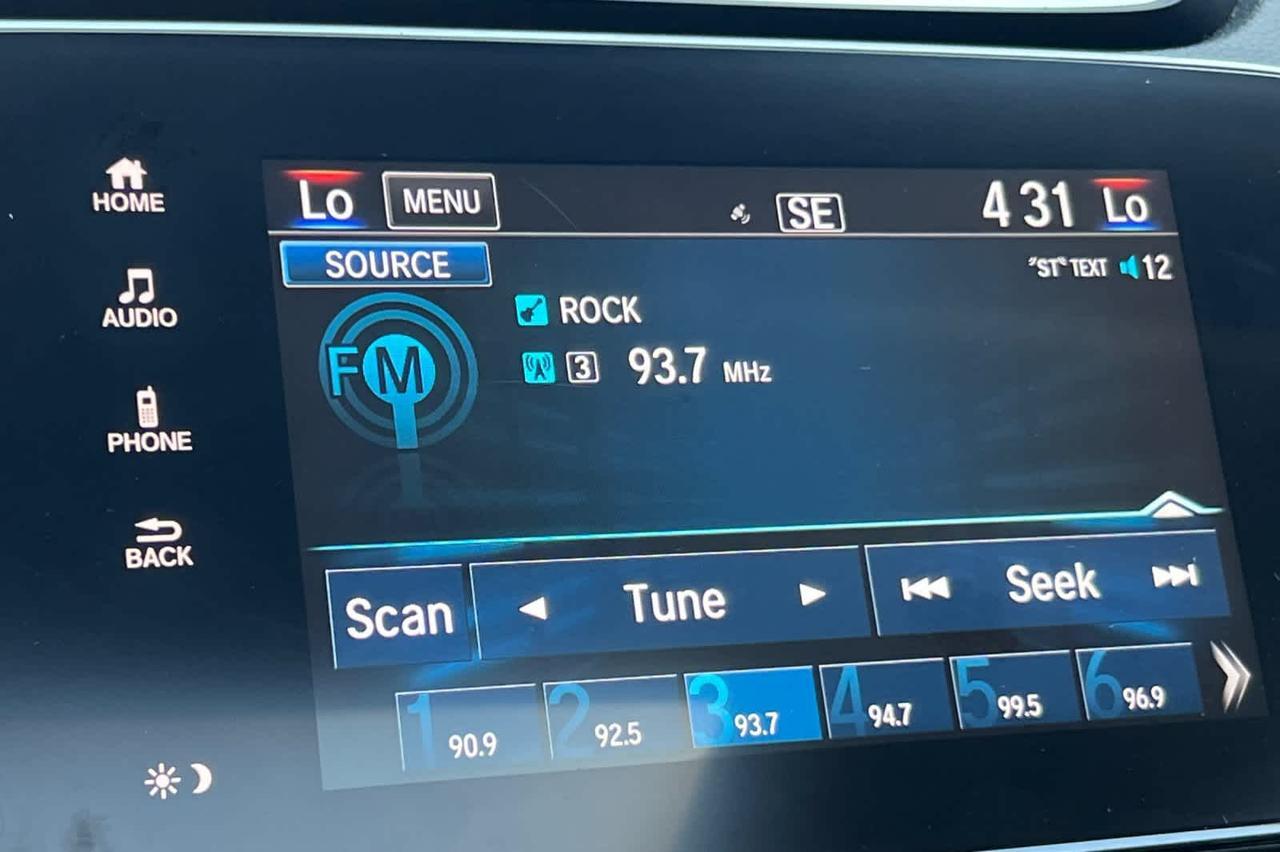 HOME
AUDIO
PHONE
BACK
Lo MENU SE 4 31 Lo
SOURCE "ST" TEXT 12
FM
ROCK
3 93.7 MHz
Scan Tune Seek
1 90.9 2 92.5 3 93.7 4 94.7 5 99.5 6 96.9